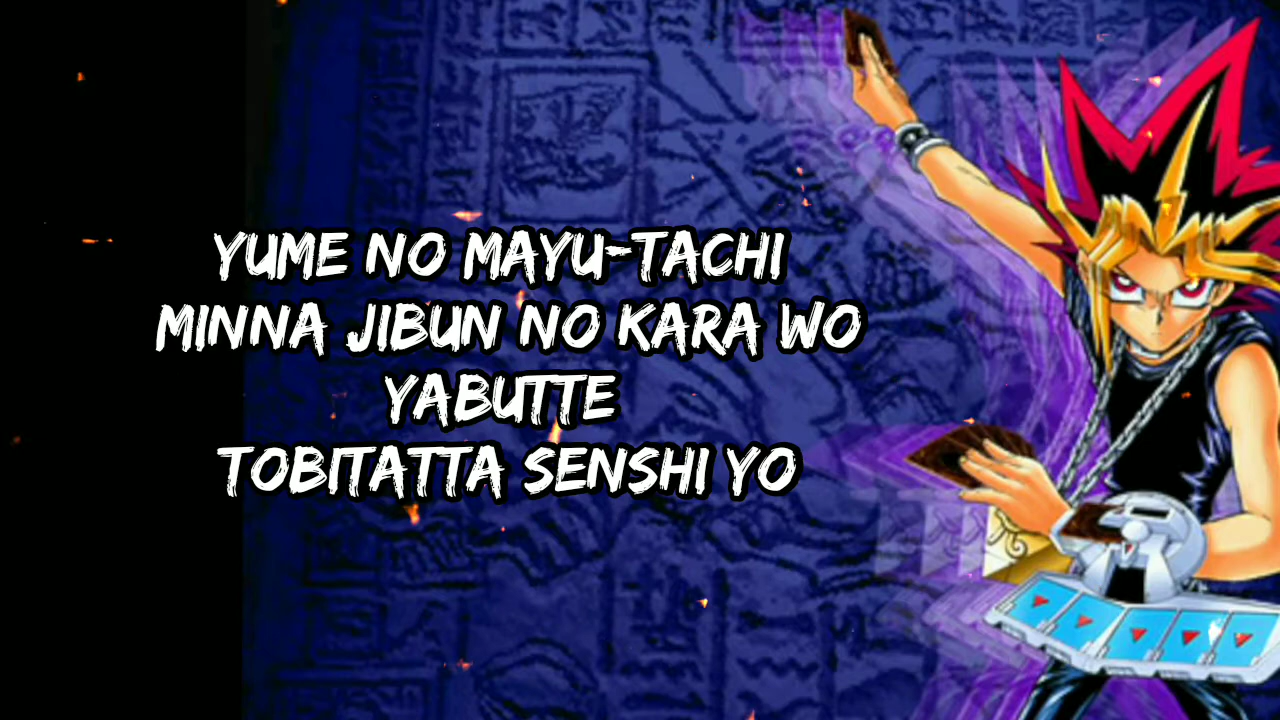 YUME NO MAYU-TACHI
MINNA JIBUN NO KARA WO
YABUTTE
TOBITATTA SENSHI YO